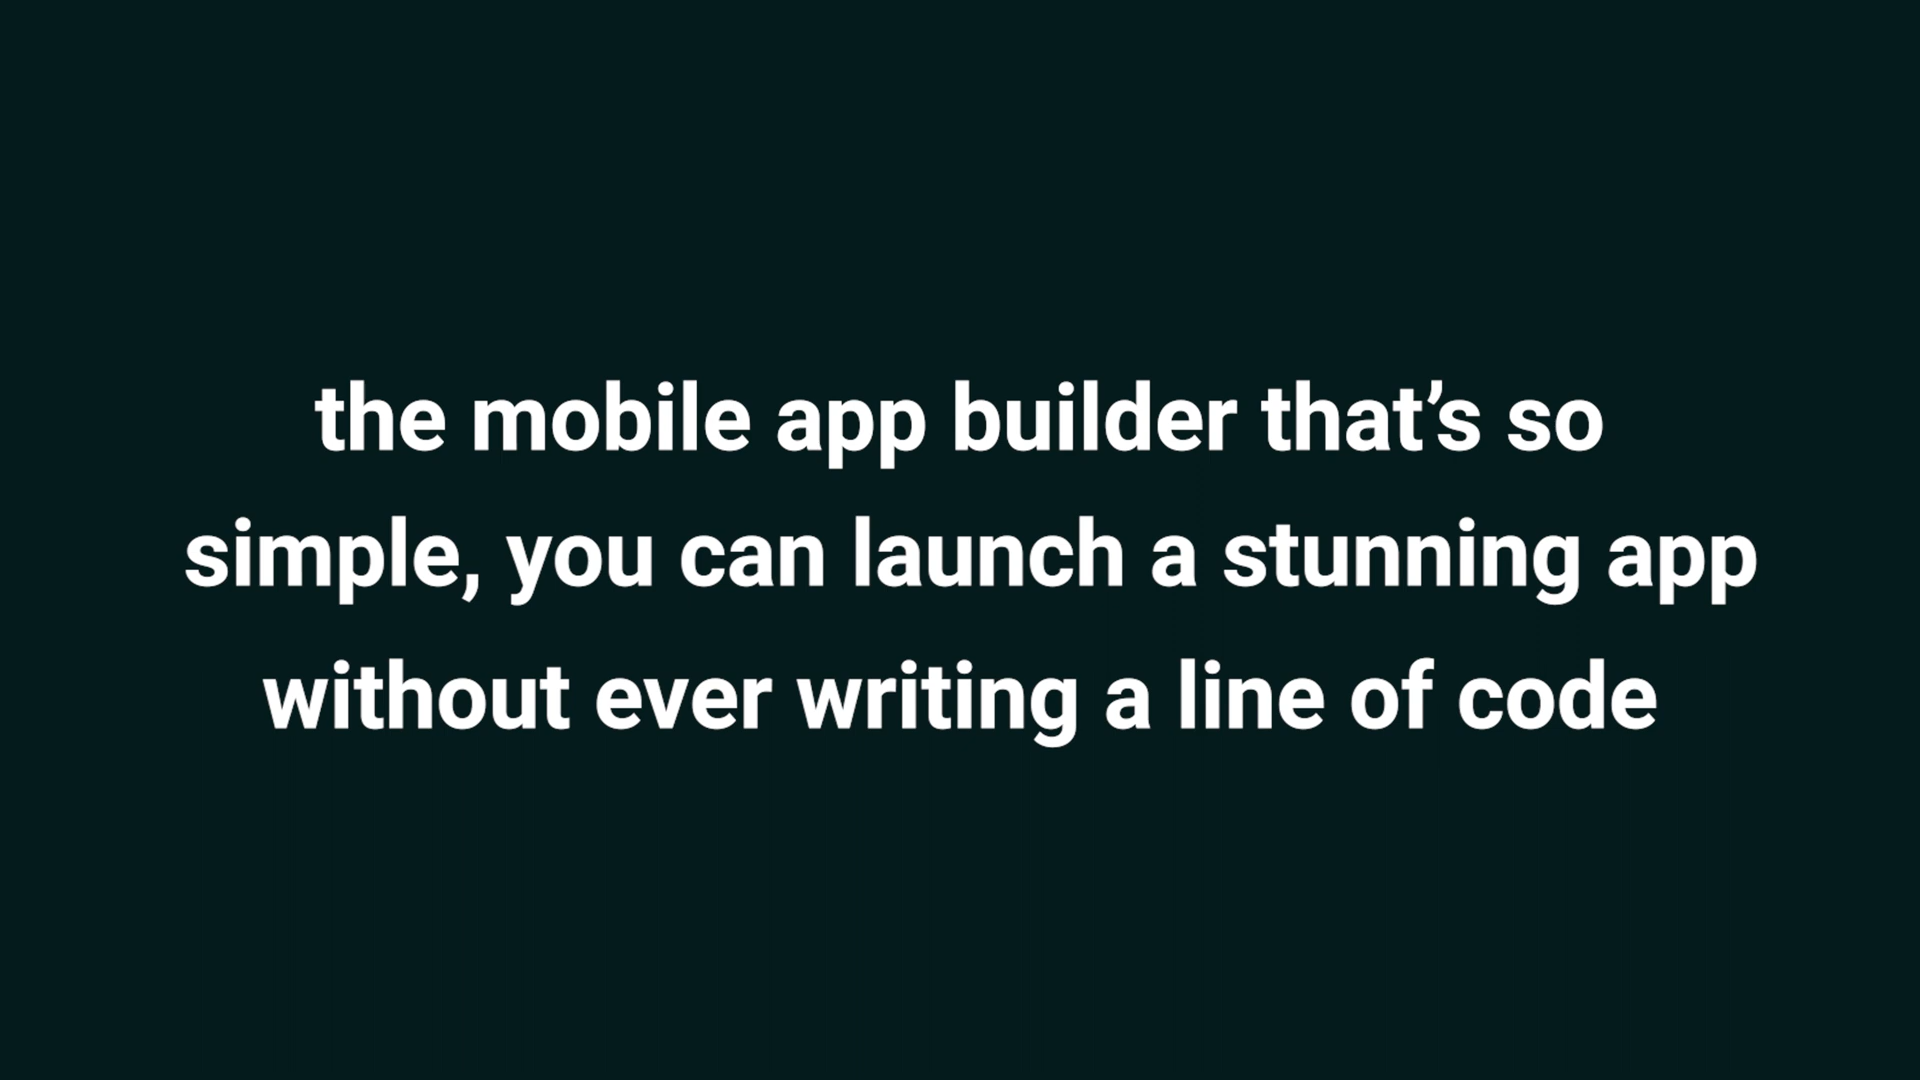 the mobile app builder that’s so
simple, you can launch a stunning app
without ever writing a line of code